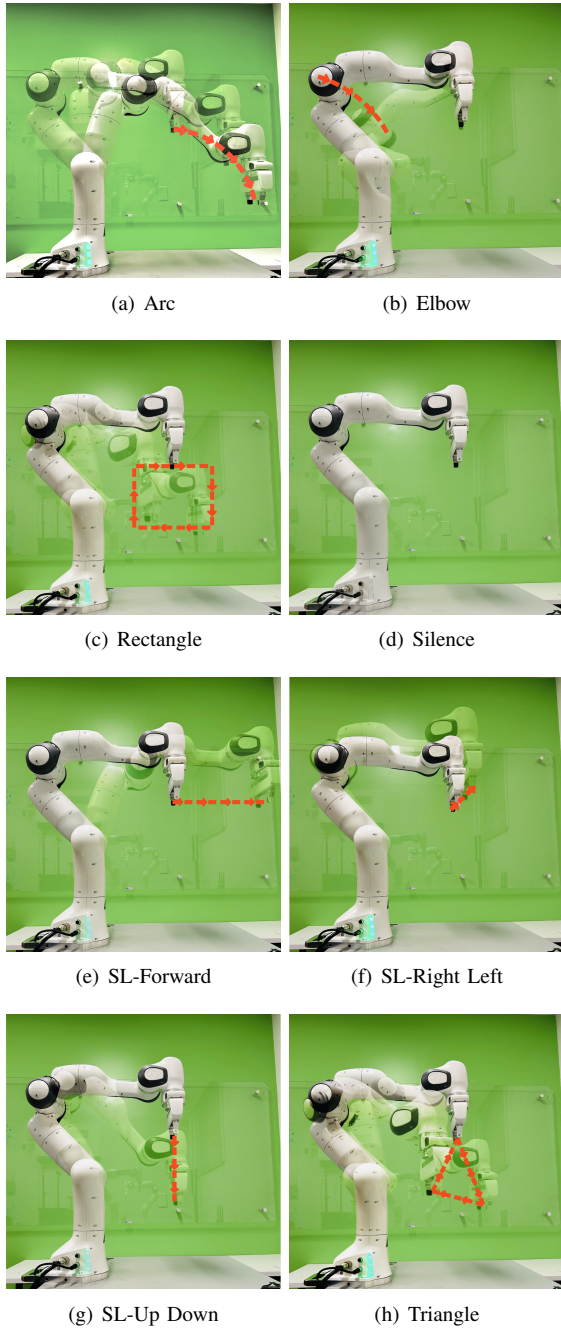 (a) Arc
(b) Elbow
(c) Rectangle
(d) Silence
(e) SL-Forward
(f) SL-Right Left
(g) SL-Up Down
(h) Triangle